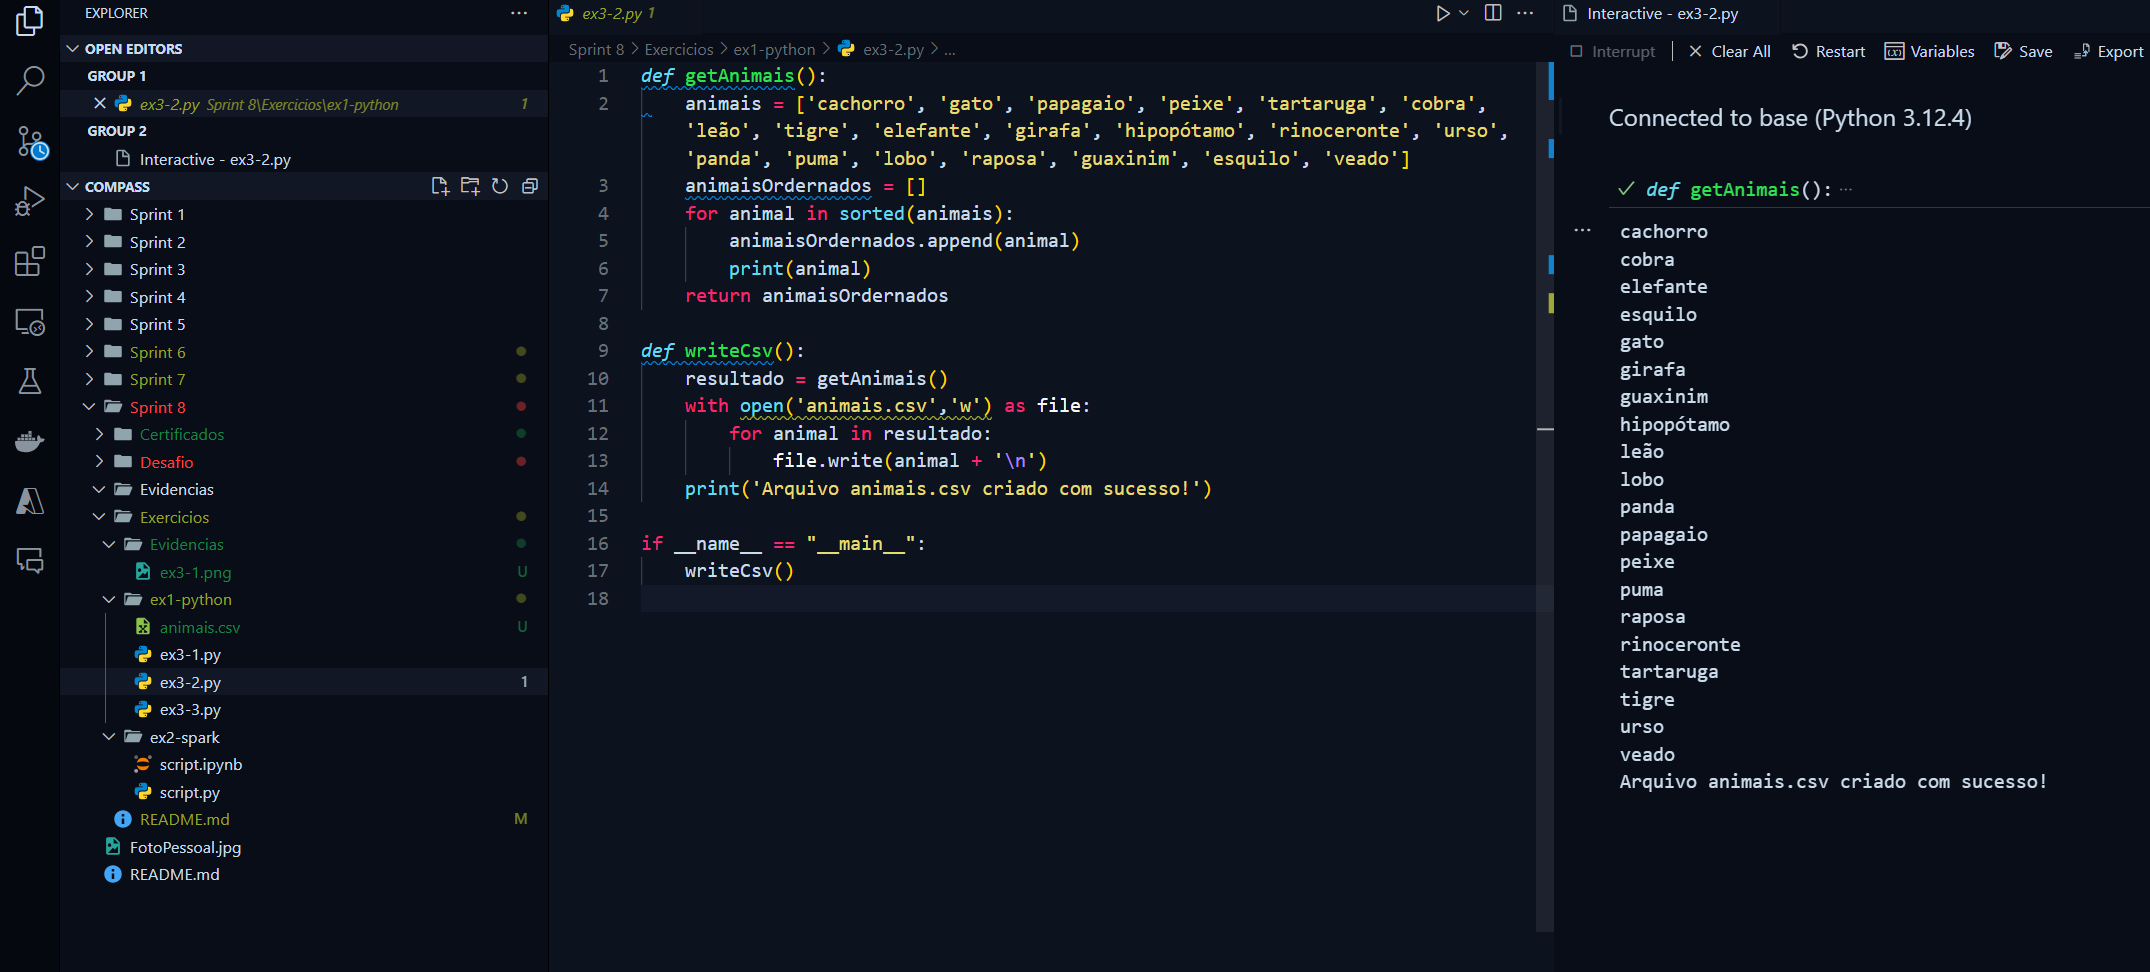 EXPLORER
OPEN EDITORS
GROUP 1
ex3-2.py Sprint 8\Exercicios\ex1-python 1
GROUP 2
Interactive - ex3-2.py
COMPASS
Sprint 1
Sprint 2
Sprint 3
Sprint 4
Sprint 5
Sprint 6
Sprint 7
Sprint 8
Certificados
Desafio
Evidencias
Exercicios
Evidencias
ex3-1.png U
ex1-python
animais.csv U
ex3-1.py
ex3-2.py 1
ex3-3.py
ex2-spark
script.ipynb
script.py
README.md M
FotoPessoal.jpg
README.md
ex3-2.py 1
Sprint 8 > Exercicios > ex1-python > ex3-2.py > ...
1 def getAnimais():
2 animais = ['cachorro', 'gato', 'papagaio', 'peixe', 'tartaruga', 'cobra',
'leão', 'tigre', 'elefante', 'girafa', 'hipopótamo', 'rinoceronte', 'urso',
'panda', 'puma', 'lobo', 'raposa', 'guaxinim', 'esquilo', 'veado']
3 animaisOrdernados = []
4 for animal in sorted(animais):
5 animaisOrdernados.append(animal)
6 print(animal)
7 return animaisOrdernados
8
9 def writeCsv():
10 resultado = getAnimais()
11 with open('animais.csv','w') as file:
12 for animal in resultado:
13 file.write(animal + '\n')
14 print('Arquivo animais.csv criado com sucesso!')
15
16 if __name__ == "__main__":
17 writeCsv()
18
Interactive - ex3-2.py
Interrupt | Clear All Restart Variables Save Export
Connected to base (Python 3.12.4)
def getAnimais(): ...
cachorro
cobra
elefante
esquilo
gato
girafa
guaxinim
hipopótamo
leão
lobo
panda
papagaio
peixe
puma
raposa
rinoceronte
tartaruga
tigre
urso
veado
Arquivo animais.csv criado com sucesso!